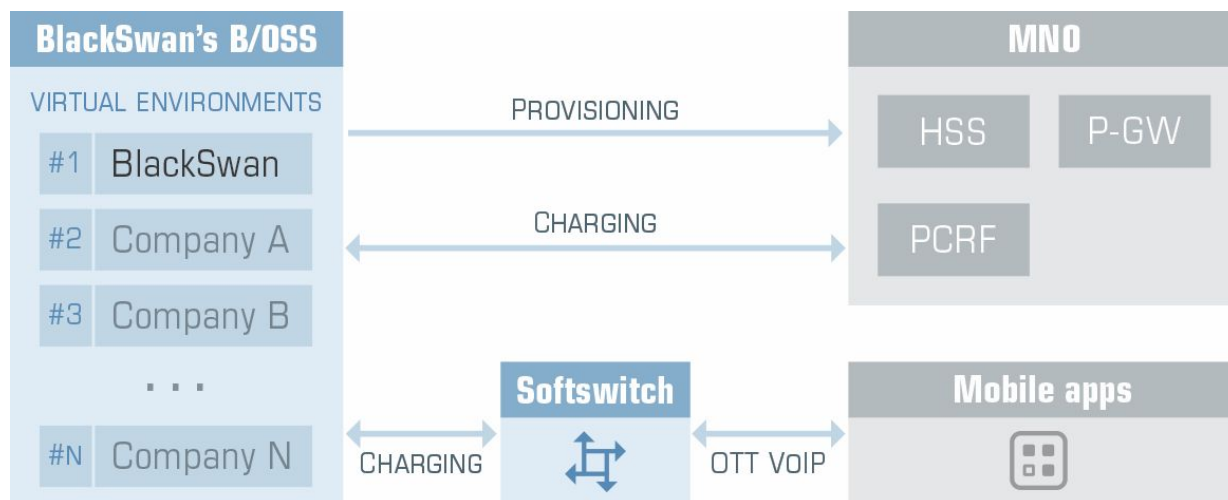 BlackSwan's B/OSS
VIRTUAL ENVIRONMENTS
#1 BlackSwan
#2 Company A
#3 Company B
...
#N Company N
PROVISIONING
CHARGING
MNO
HSS P-GW
PCRF
CHARGING
Softswitch
OTT VOIP
Mobile apps